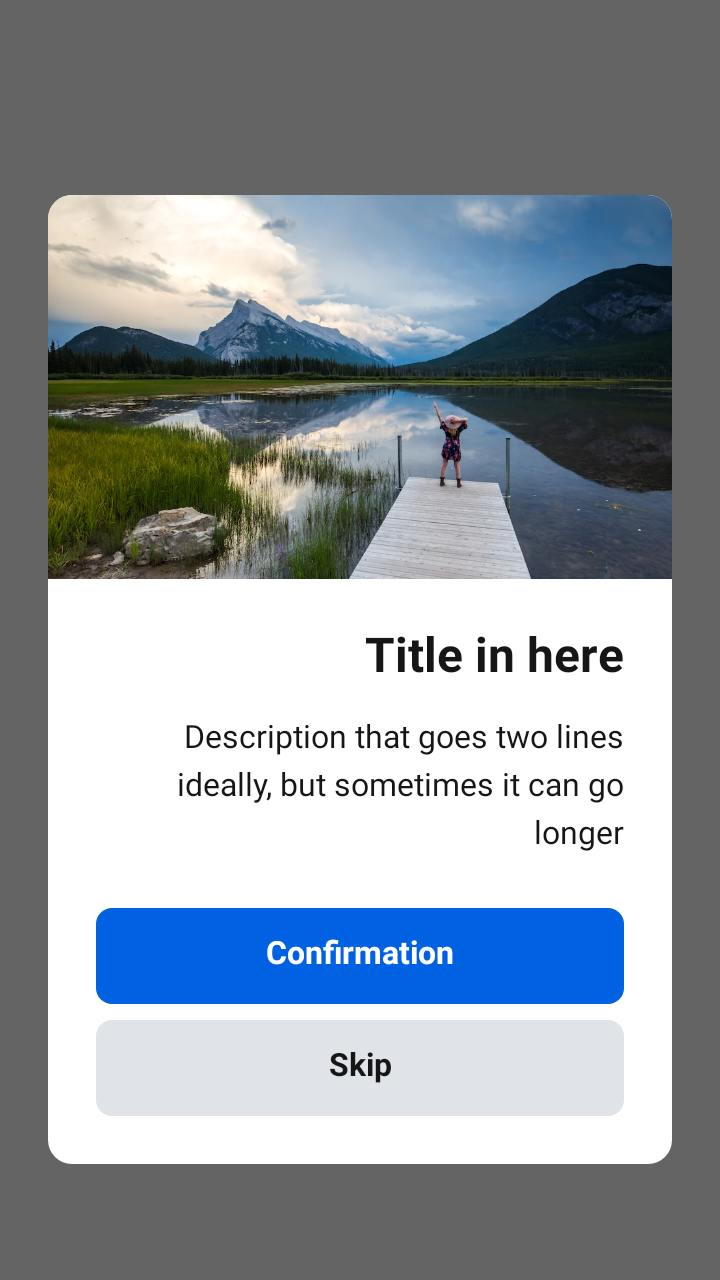 Title in here
Description that goes two lines
ideally, but sometimes it can go
longer
Confirmation
Skip